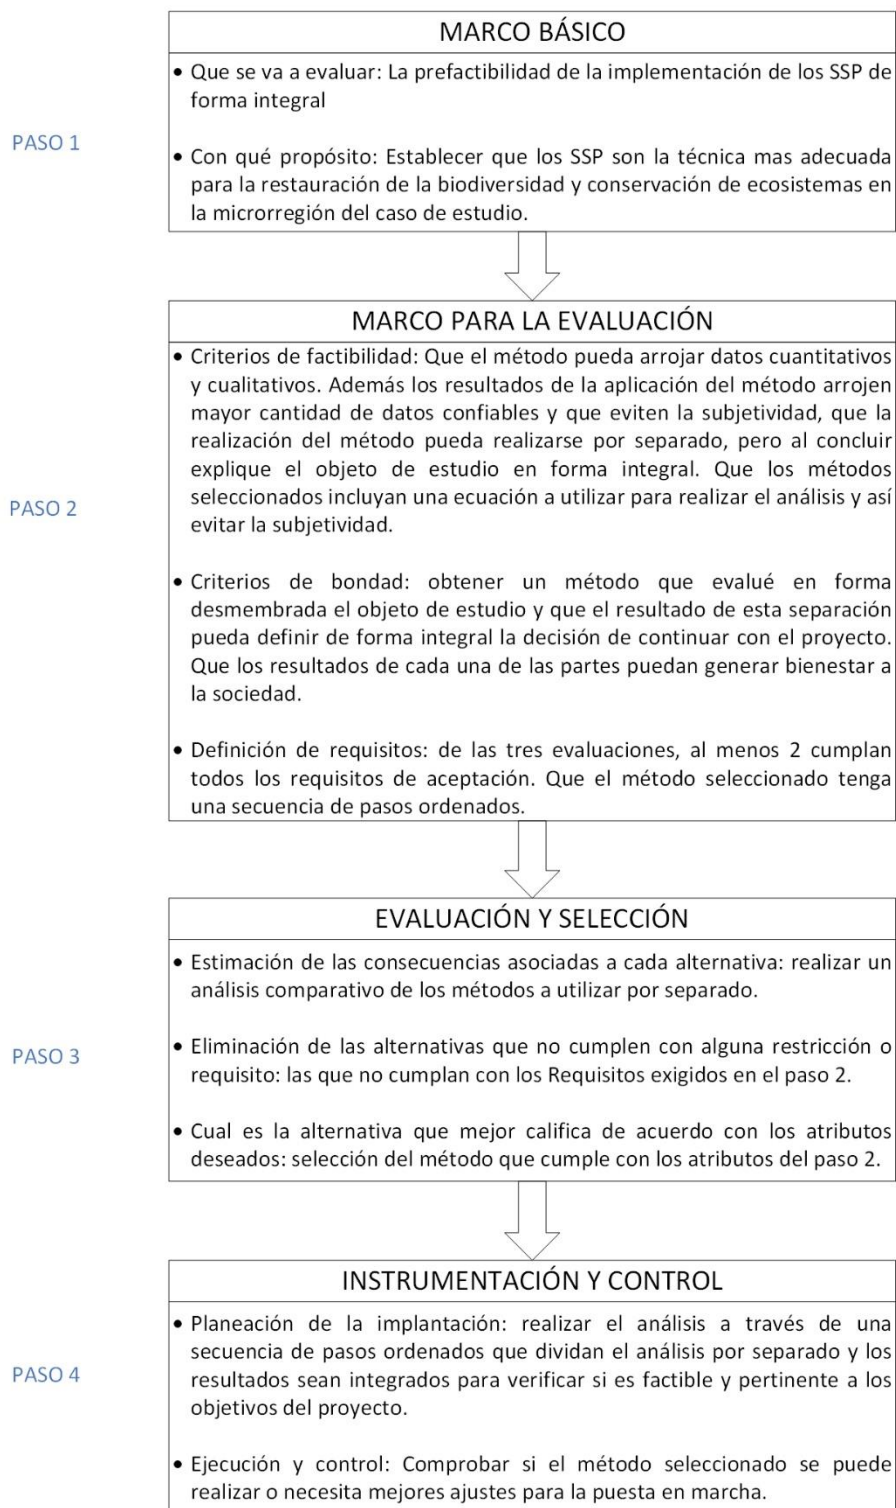 MARCO BÁSICO
PASO 1
• Que se va a evaluar: La prefactibilidad de la implementación de los SSP de
forma integral
• Con qué propósito: Establecer que los SSP son la técnica mas adecuada
para la restauración de la biodiversidad y conservación de ecosistemas en
la microrregión del caso de estudio.
MARCO PARA LA EVALUACIÓN
PASO 2
• Criterios de factibilidad: Que el método pueda arrojar datos cuantitativos
y cualitativos. Además los resultados de la aplicación del método arrojen
mayor cantidad de datos confiables y que eviten la subjetividad, que la
realización del método pueda realizarse por separado, pero al concluir
explique el objeto de estudio en forma integral. Que los métodos
seleccionados incluyan una ecuación a utilizar para realizar el análisis y así
evitar la subjetividad.
• Criterios de bondad: obtener un método que evalué en forma
desmembrada el objeto de estudio y que el resultado de esta separación
pueda definir de forma integral la decisión de continuar con el proyecto.
Que los resultados de cada una de las partes puedan generar bienestar a
la sociedad.
• Definición de requisitos: de las tres evaluaciones, al menos 2 cumplan
todos los requisitos de aceptación. Que el método seleccionado tenga
una secuencia de pasos ordenados.
EVALUACIÓN Y SELECCIÓN
PASO 3
• Estimación de las consecuencias asociadas a cada alternativa: realizar un
análisis comparativo de los métodos a utilizar por separado.
• Eliminación de las alternativas que no cumplen con alguna restricción o
requisito: las que no cumplan con los Requisitos exigidos en el paso 2.
• Cual es la alternativa que mejor califica de acuerdo con los atributos
deseados: selección del método que cumple con los atributos del paso 2.
INSTRUMENTACIÓN Y CONTROL
PASO 4
• Planeación de la implantación: realizar el análisis a través de una
secuencia de pasos ordenados que dividan el análisis por separado y los
resultados sean integrados para verificar si es factible y pertinente a los
objetivos del proyecto.
• Ejecución y control: Comprobar si el método seleccionado se puede
realizar o necesita mejores ajustes para la puesta en marcha.